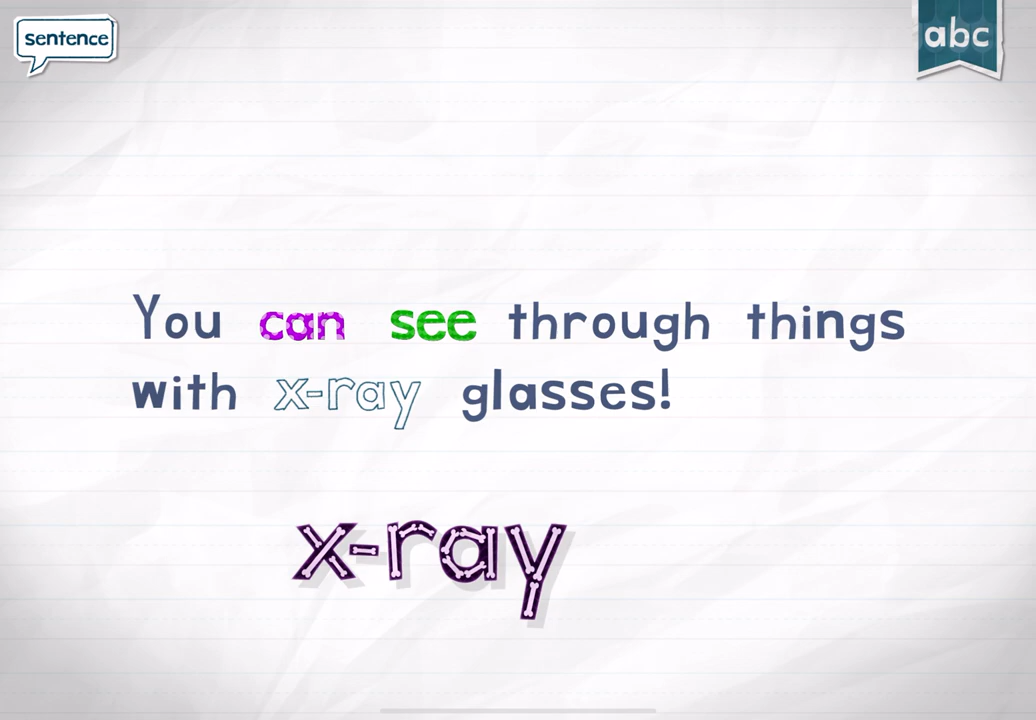 sentence
abc
You can see through things
with x-ray glasses!
x-ray